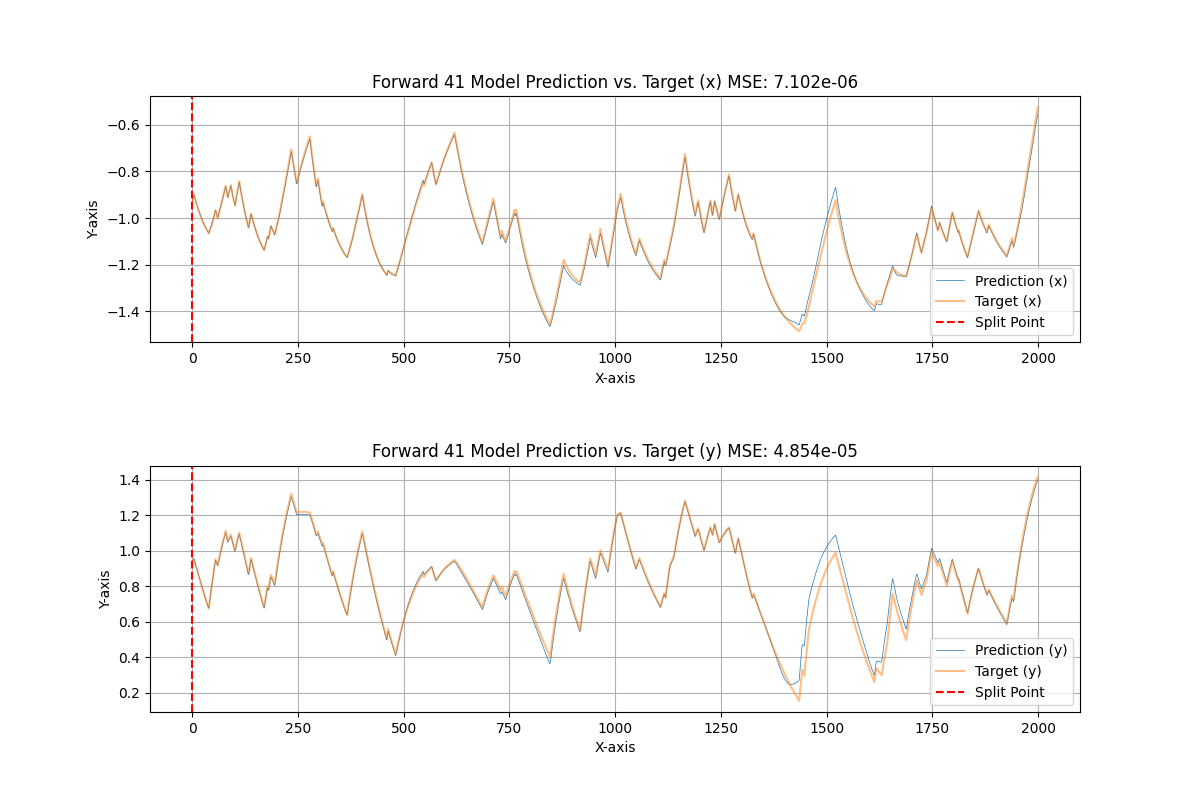 Forward 41 Model Prediction vs. Target (x) MSE: 7.102e-06
Y-axis
−0.6
−0.8
−1.0
−1.2
−1.4
Prediction (x)
Target (x)
Split Point
0 250 500 750 1000 1250 1500 1750 2000
X-axis
Forward 41 Model Prediction vs. Target (y) MSE: 4.854e-05
Y-axis
1.4
1.2
1.0
0.8
0.6
0.4
0.2
Prediction (y)
Target (y)
Split Point
0 250 500 750 1000 1250 1500 1750 2000
X-axis